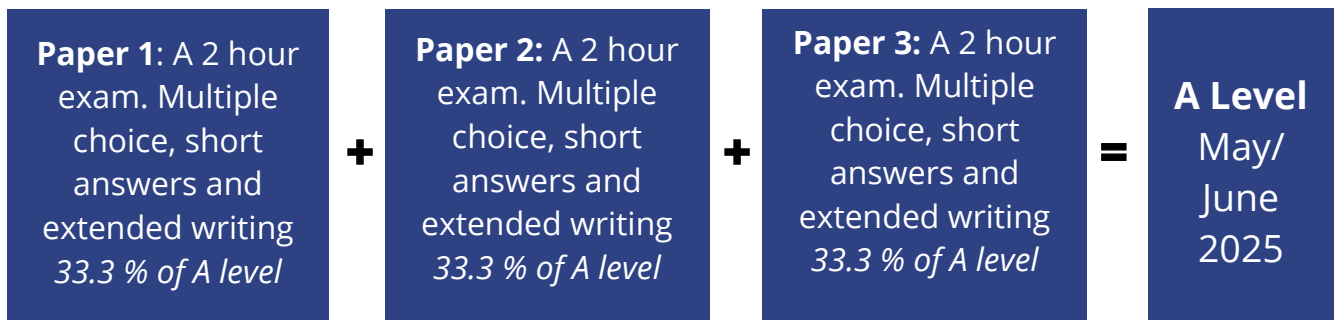 Paper 1: A 2 hour
exam. Multiple
choice, short
answers and
extended writing
33.3 % of A level
+
Paper 2: A 2 hour
exam. Multiple
choice, short
answers and
extended writing
33.3 % of A level
+
Paper 3: A 2 hour
exam. Multiple
choice, short
answers and
extended writing
33.3 % of A level
=
A Level
May/
June
2025